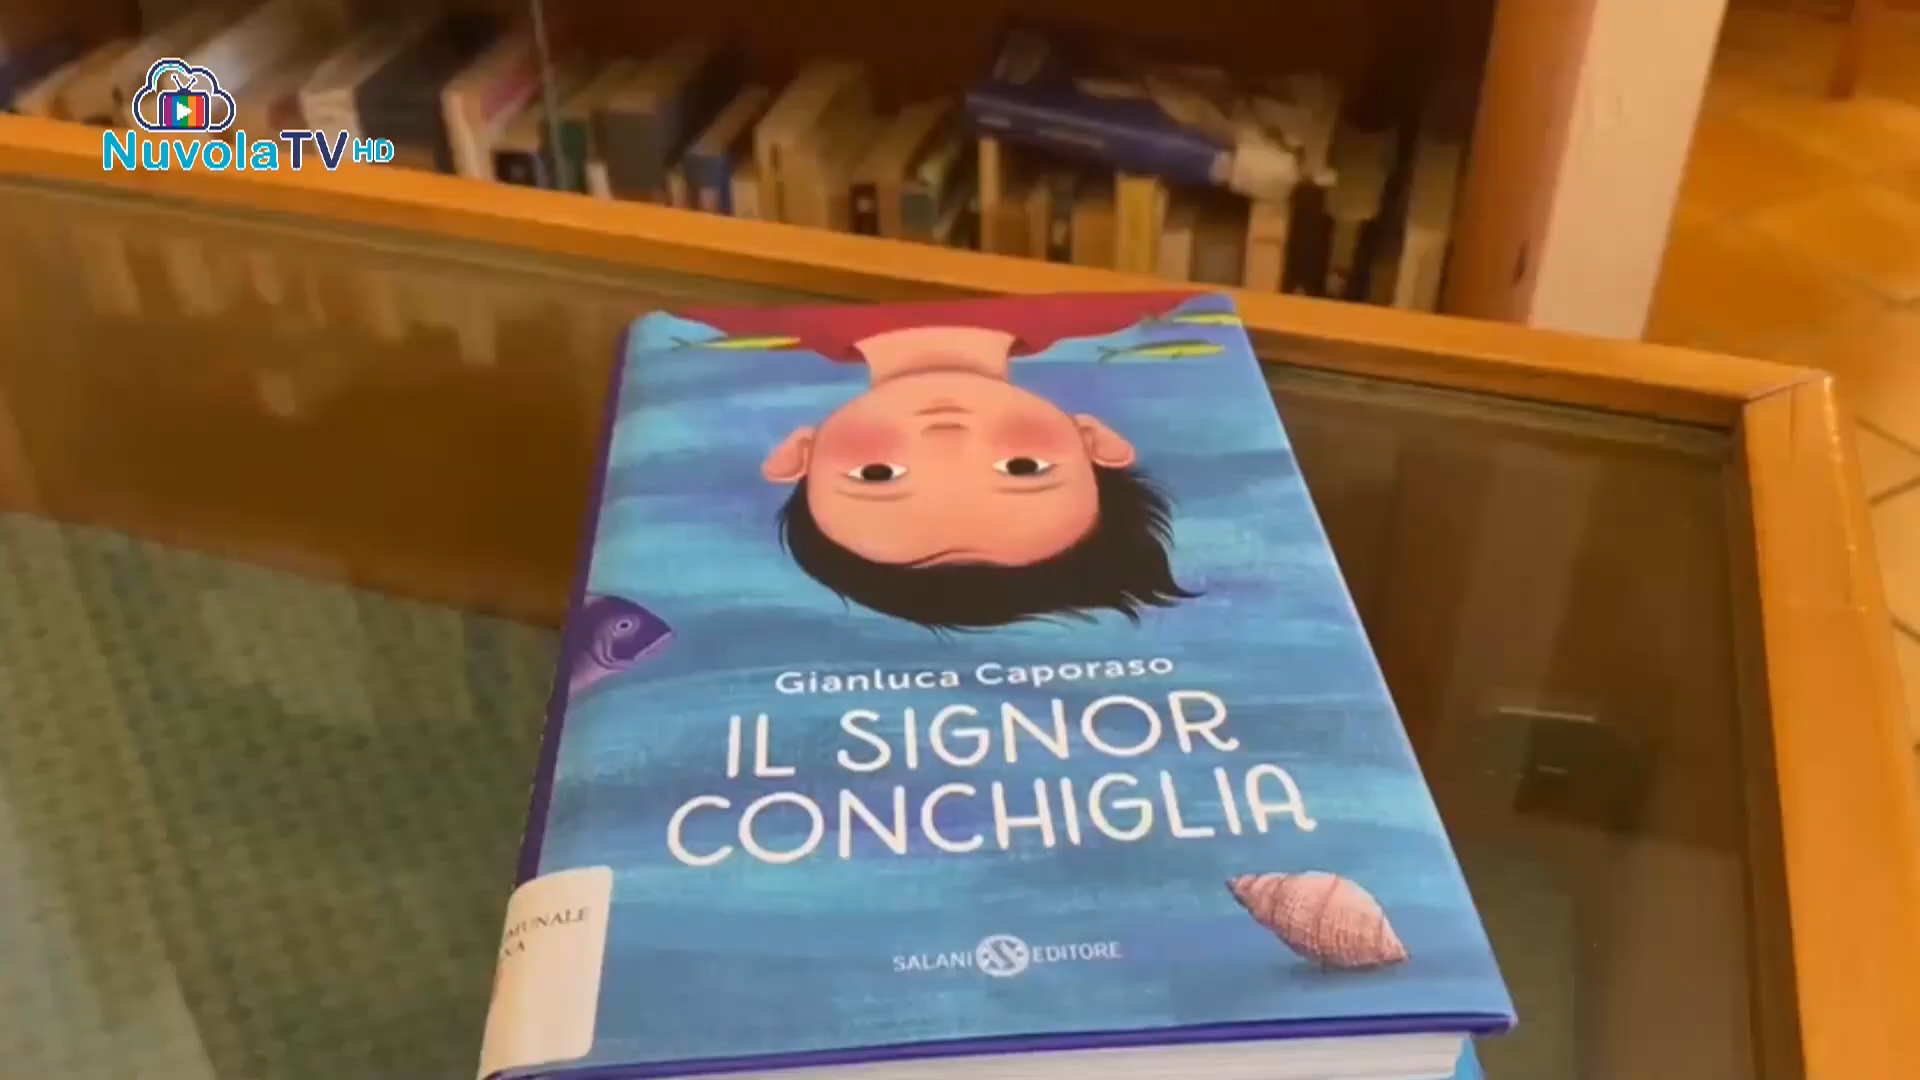 NuvolaTV HD
Gianluca Caporaso
IL SIGNOR
CONCHIGLIA
SALANI EDITORE